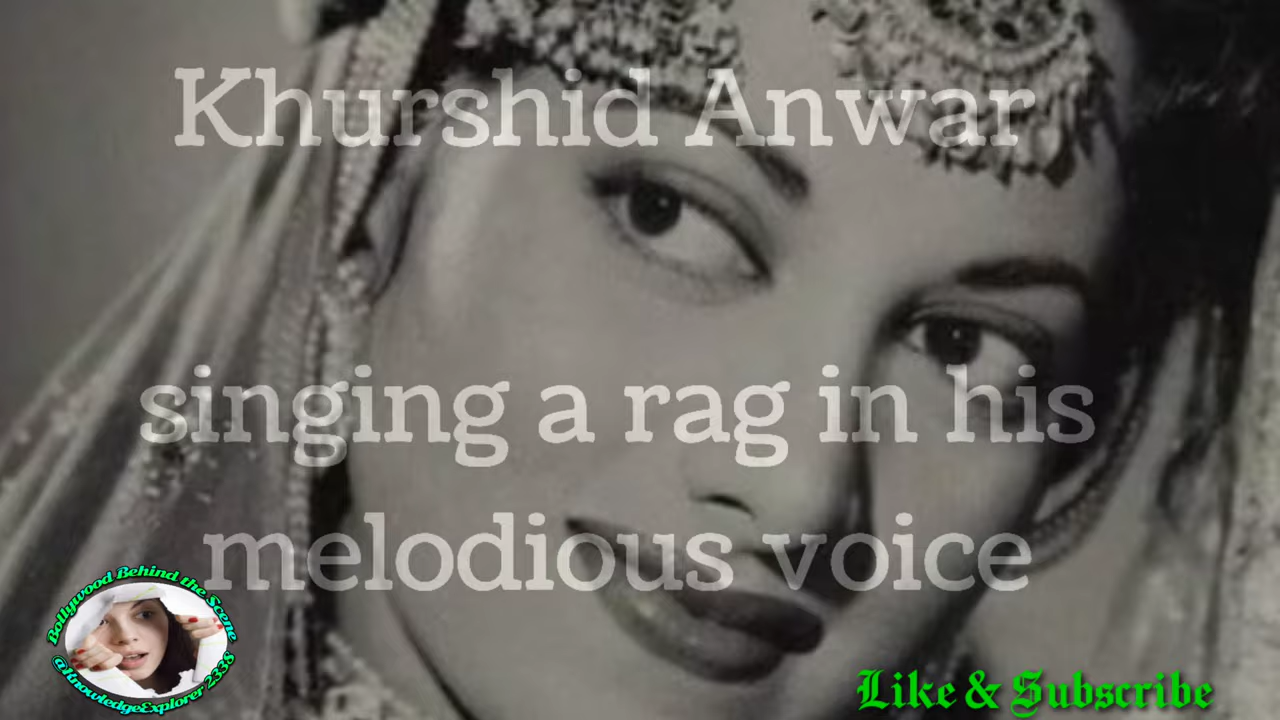 Khurshid Anwar
singing a rag in his
melodious voice
Bollywood Behind the Scene
@KnowledgeExplorer 2338
Like & Subscribe